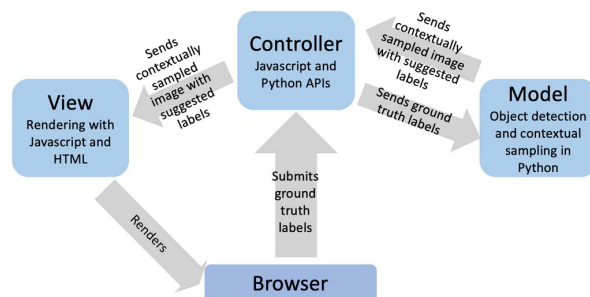 Controller
Javascript and
Python APIs
Sends
contextually
sampled
image with
suggested
labels
Sends
contextually
sampled image
with suggested
labels
View
Rendering with
Javascript and
HTML
Sends ground
truth labels
Model
Object detection
and contextual
sampling in
Python
Submits
ground
truth
labels
Renders
Browser